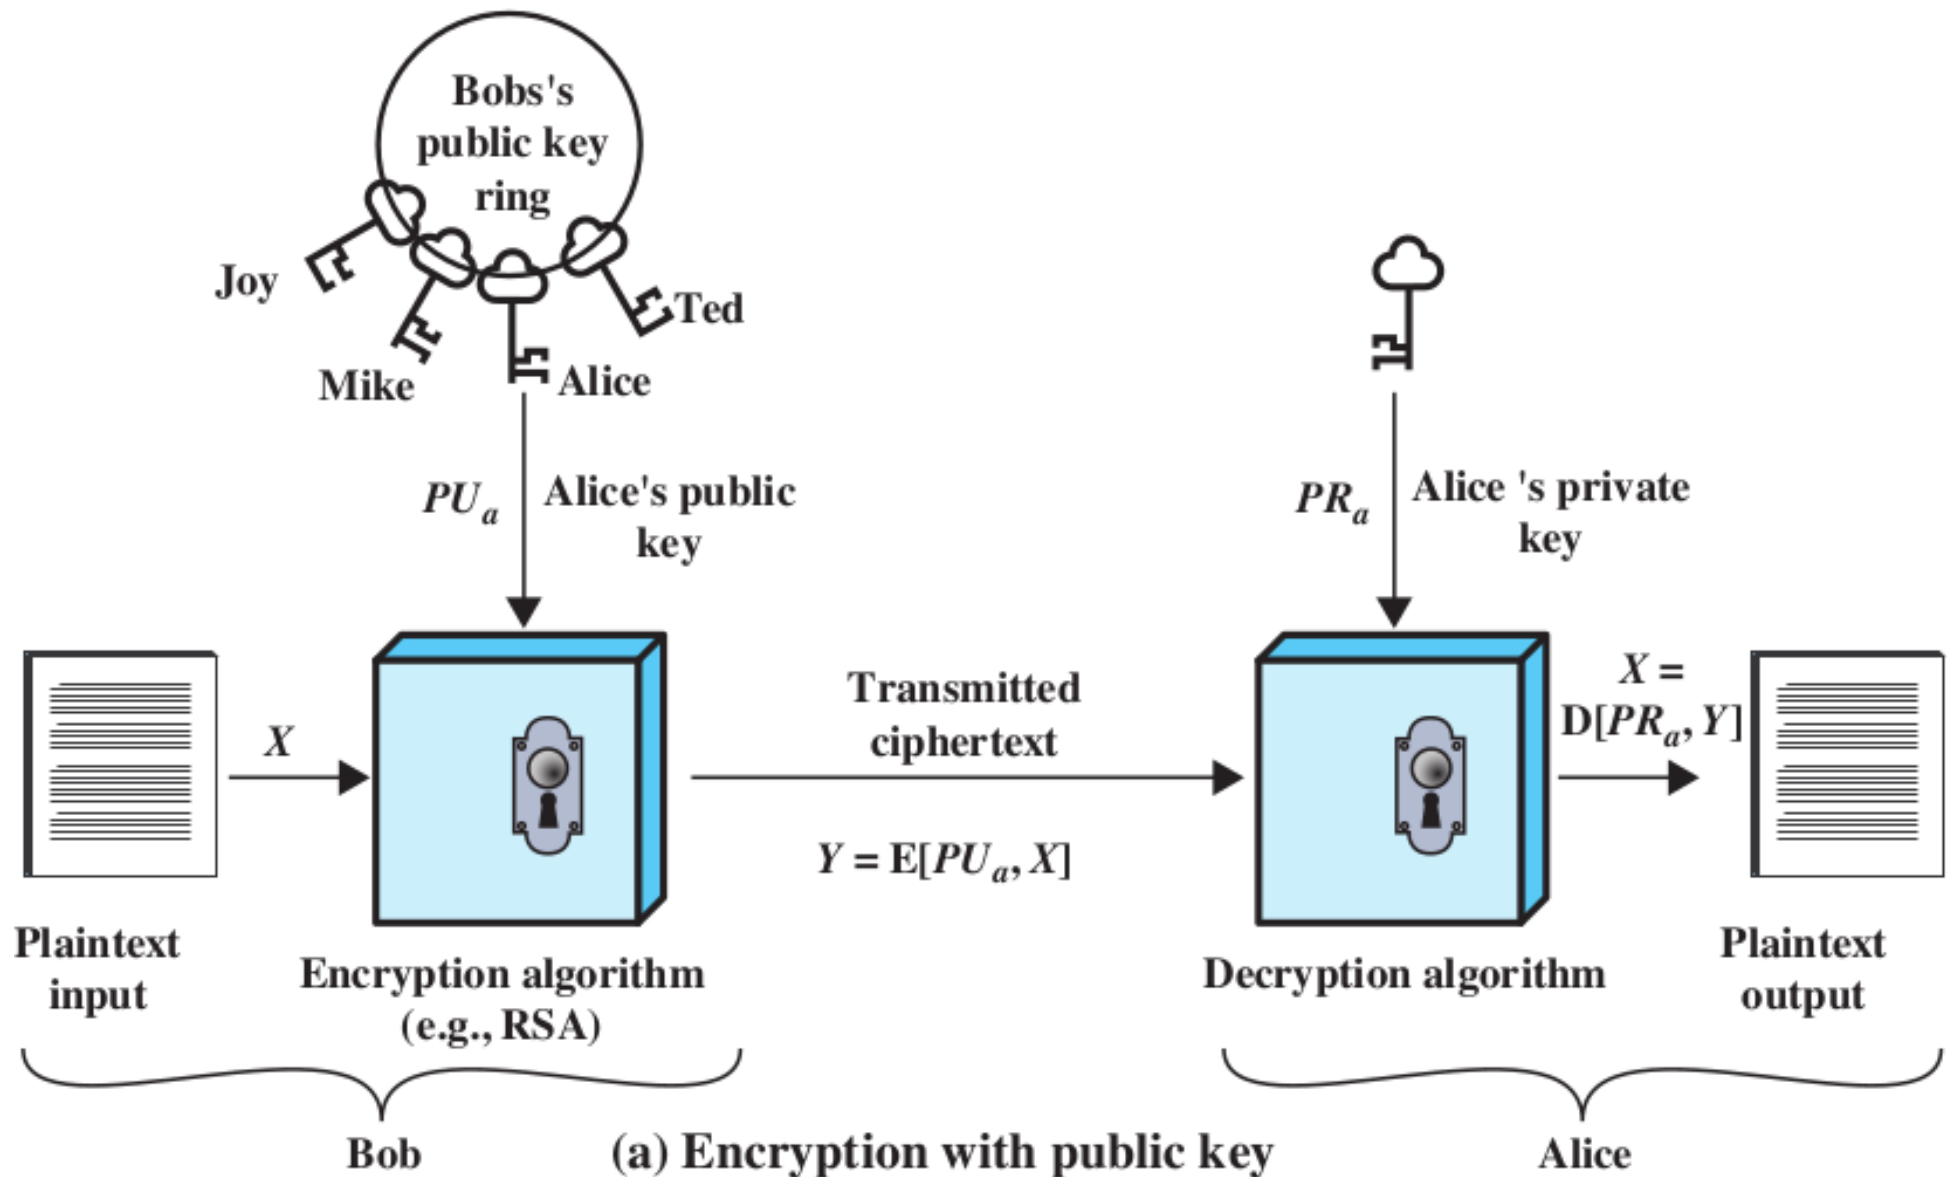 Bobs's
public key
ring
Joy
Ted
Mike
Alice
PUa
Alice's public
key
PRa
Alice 's private
key
X
Transmitted
ciphertext
Y = E[PUa, X]
X =
D[PRa, Y]
Plaintext
input
Encryption algorithm
(e.g., RSA)
Decryption algorithm
Plaintext
output
Bob
(a) Encryption with public key
Alice